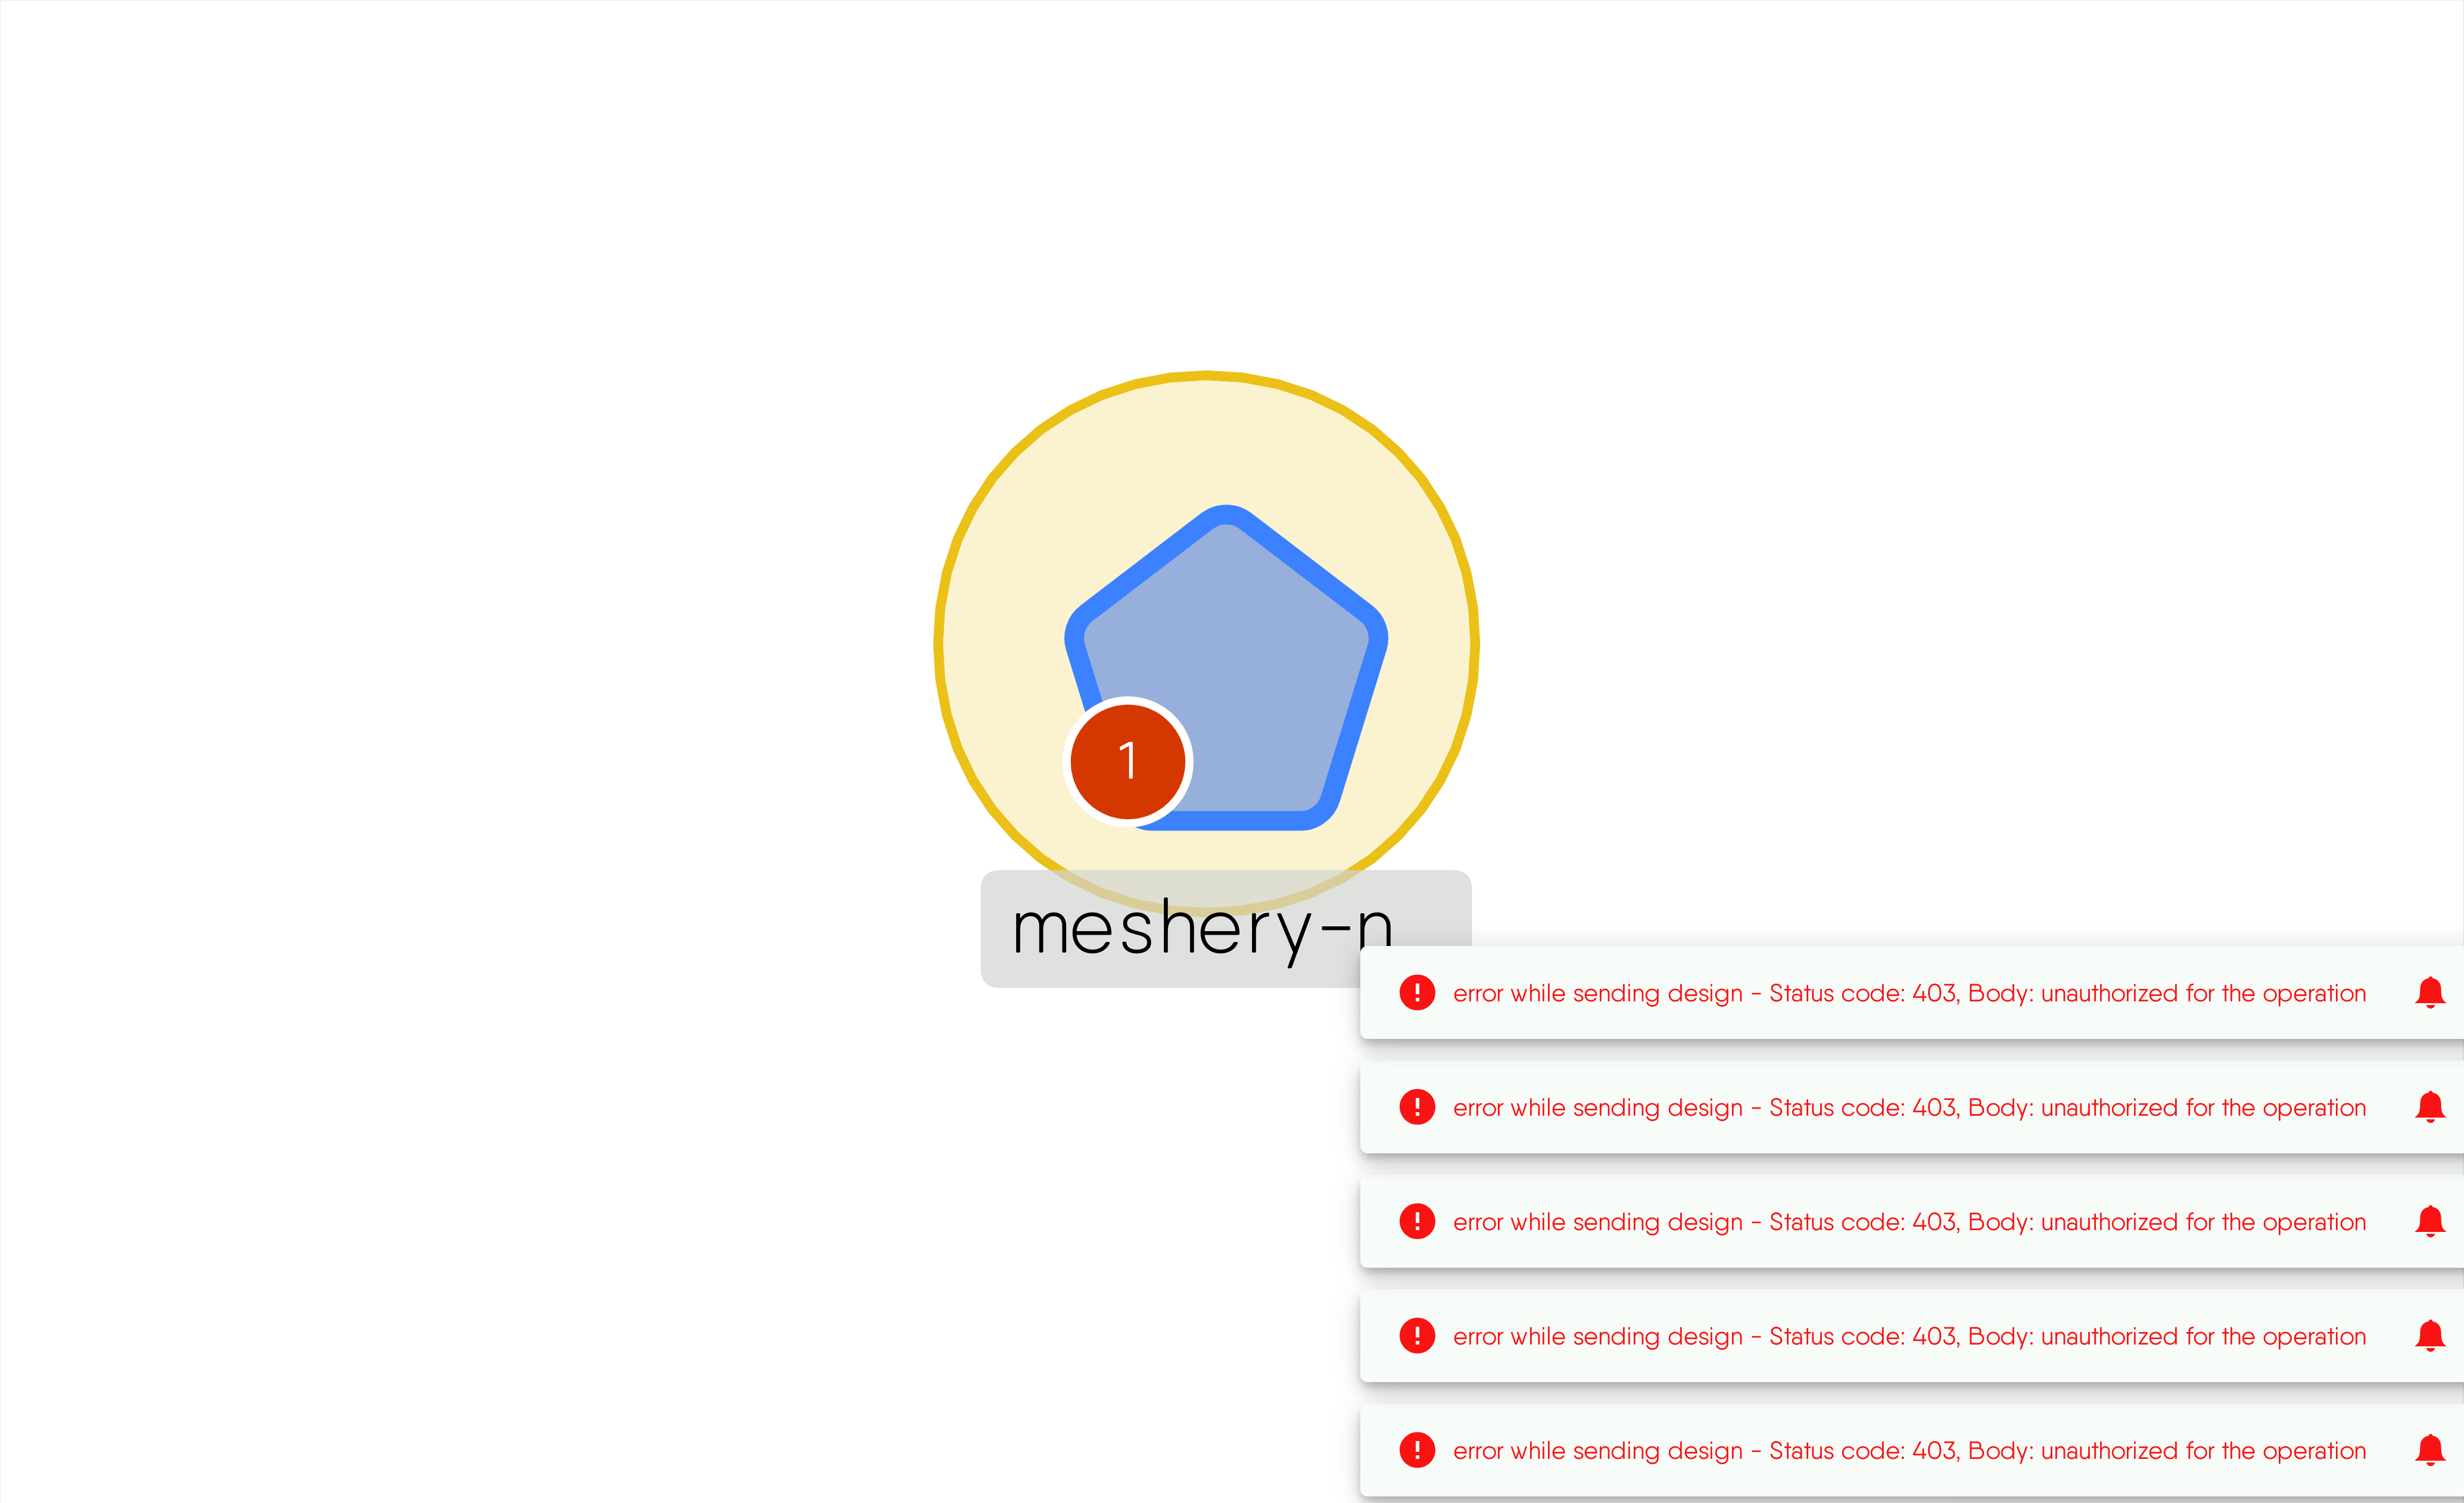 1
meshery-n
error while sending design - Status code: 403, Body: unauthorized for the operation
error while sending design - Status code: 403, Body: unauthorized for the operation
error while sending design - Status code: 403, Body: unauthorized for the operation
error while sending design - Status code: 403, Body: unauthorized for the operation
error while sending design - Status code: 403, Body: unauthorized for the operation